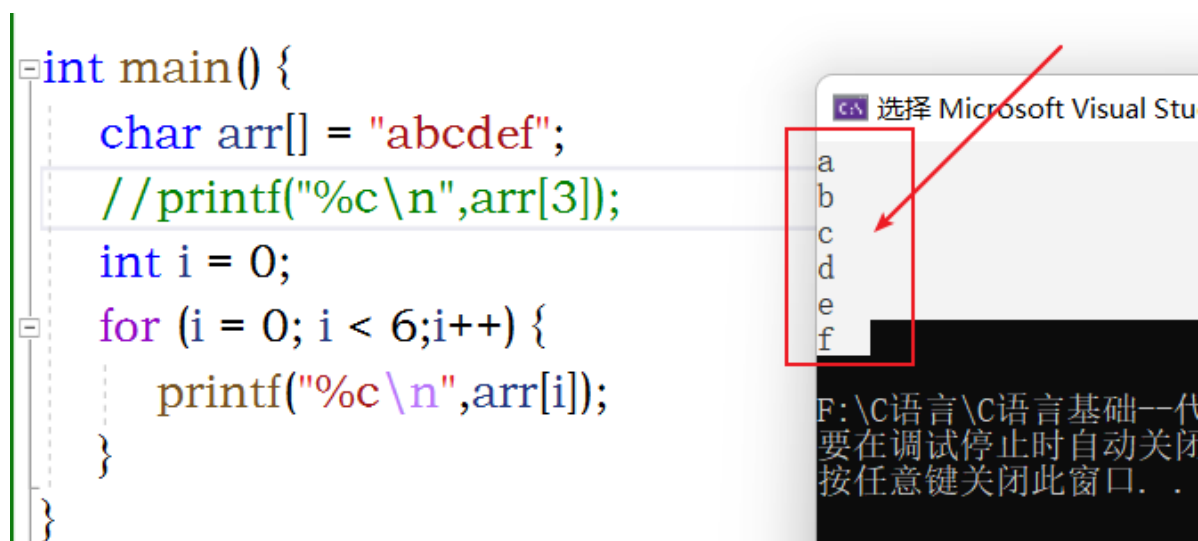 int main() {
char arr[] = "abcdef";
//printf("%c\n",arr[3]);
int i = 0;
for (i = 0; i < 6;i++) {
printf("%c\n",arr[i]);
}
}
选择 Microsoft Visual Stu
a
b
c
d
e
f
F:\C语言\C语言基础--代
要在调试停止时自动关闭
按任意键关闭此窗口. .